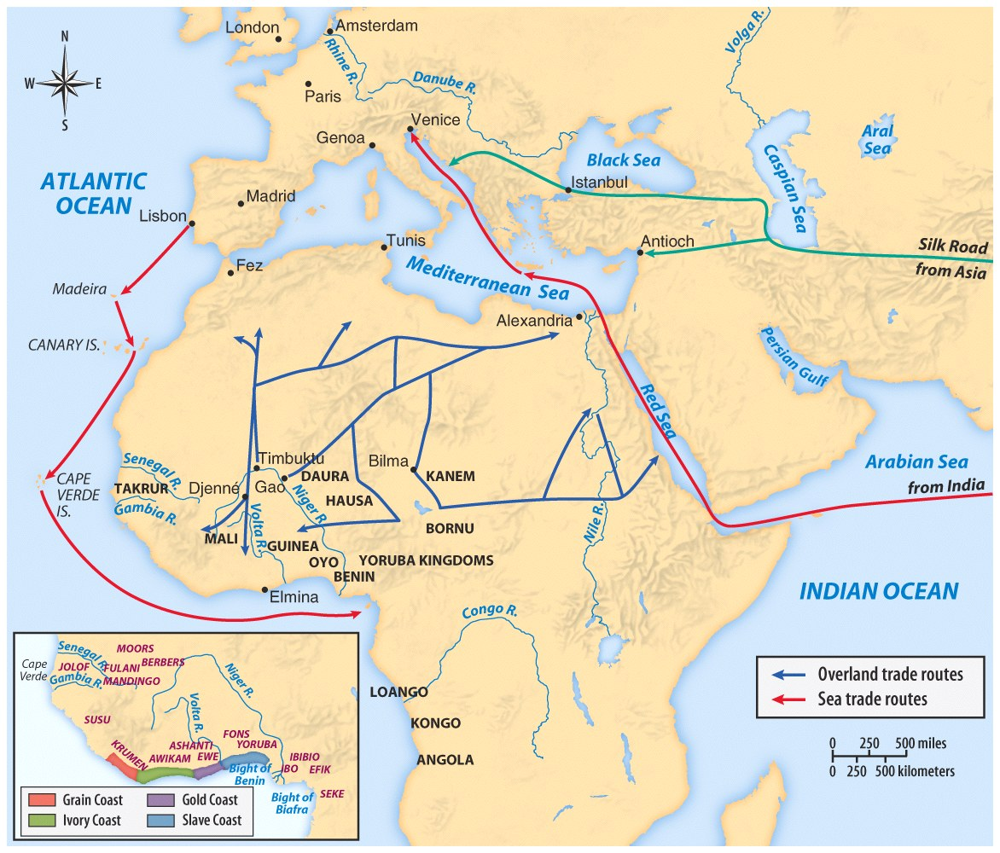 London
Amsterdam
Rhine R.
Volga R.
N
W
E
S
Paris
Danube R.
Venice
Genoa
Aral
Sea
Black Sea
Caspian Sea
ATLANTIC
OCEAN
Istanbul
Madrid
Lisbon
Tunis
Antioch
Silk Road
from Asia
Fez
Mediterranean Sea
Madeira
Alexandria
CANARY IS.
Persian Gulf
Red Sea
Timbuktu
Senegal R.
Bilma
DAURA
KANEM
Arabian Sea
from India
CAPE
VERDE
IS.
TAKRUR
Djenné
Gao
HAUSA
Niger R.
Gambia R.
Volta R.
Nile R.
BORNU
MALI
GUINEA
OYO
YORUBA KINGDOMS
BENIN
Elmina
INDIAN OCEAN
Congo R.
LOANGO
KONGO
ANGOLA
Overland trade routes
Sea trade routes
0 250 500 miles
0 250 500 kilometers
Senegal R.
MOORS
Cape
Verde
JOLOF
FULANI
BERBERS
Gambia R.
MANDINGO
Niger R.
Volta R.
SUSU
KRUMEN
ASHANTI
FONS
YORUBA
AWIKAM
EWE
IBIBIO
IBO
EFIK
Bight of
Benin
SEKE
Bight of
Biafra
Grain Coast
Gold Coast
Ivory Coast
Slave Coast